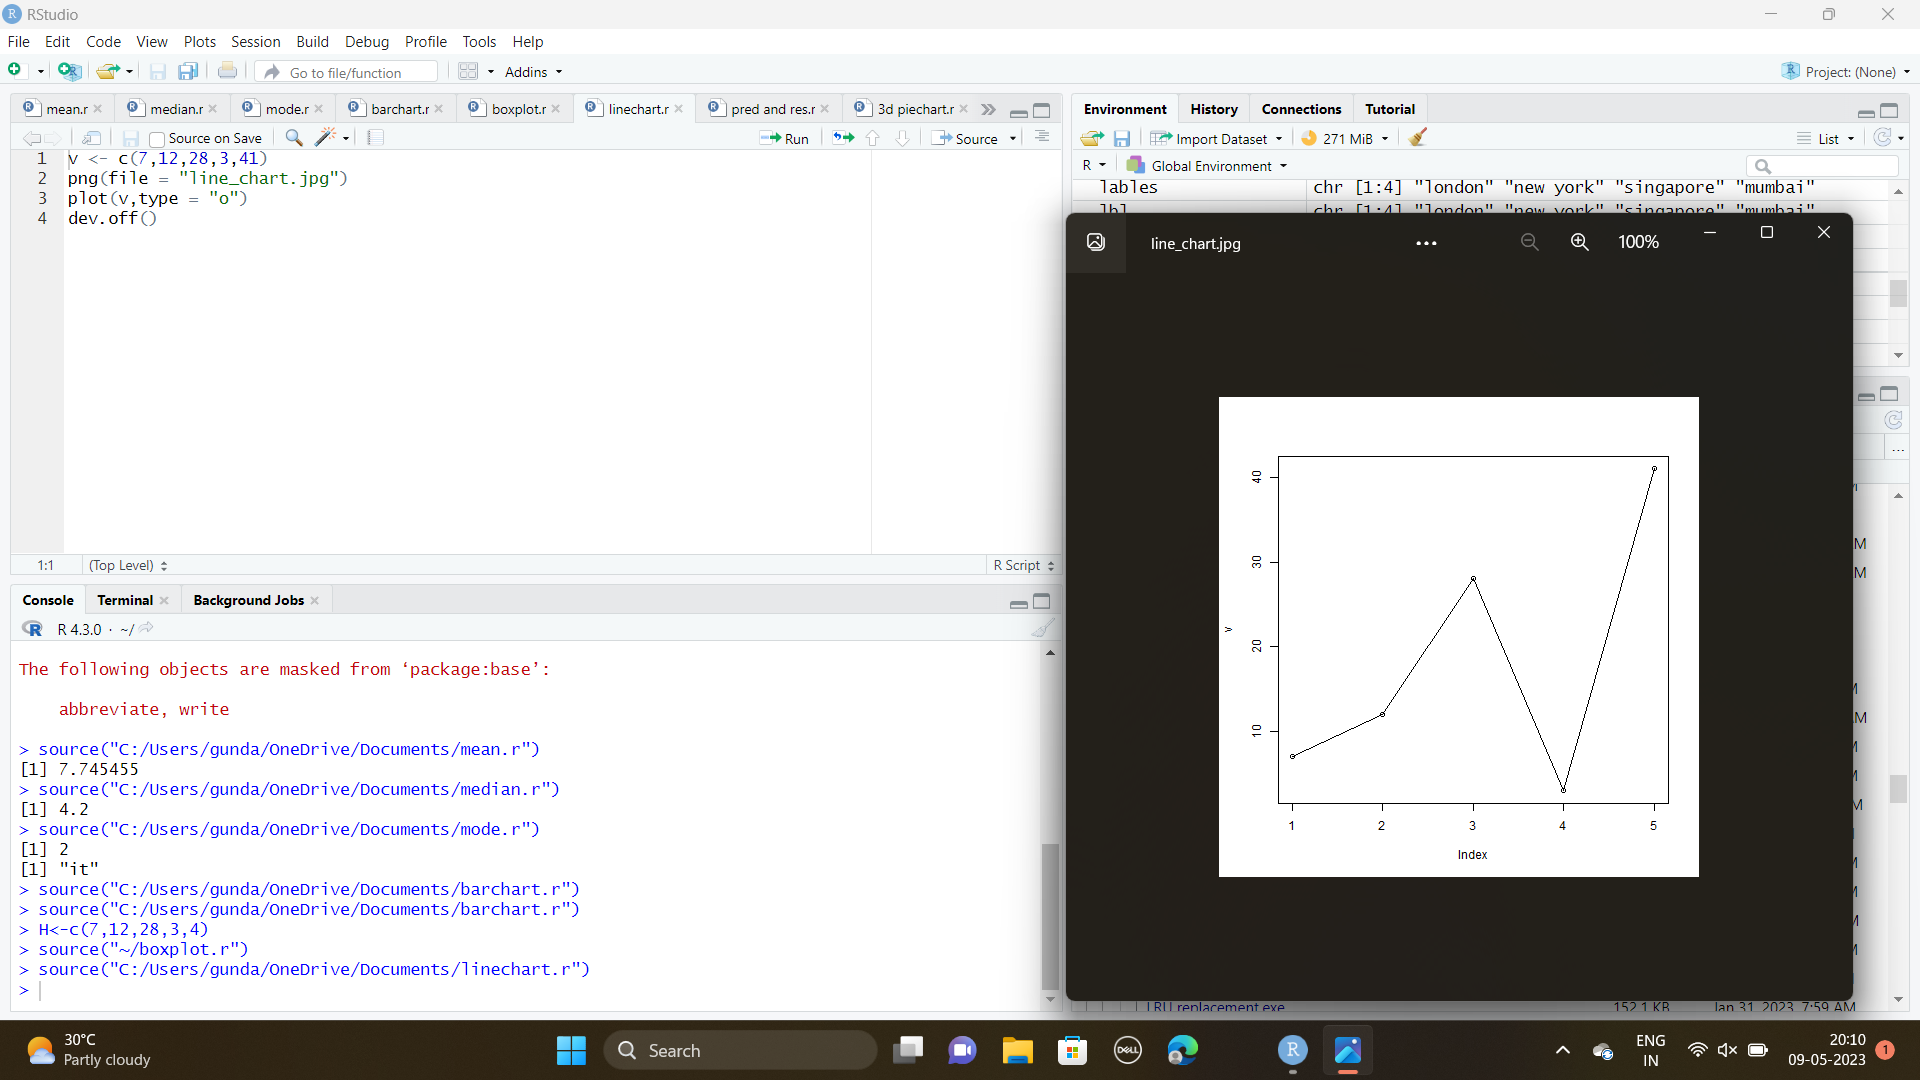 RStudio
File Edit Code View Plots Session Build Debug Profile Tools Help
Go to file/function Addins Project: (None)
mean.r median.r mode.r barchart.r boxplot.r linechart.r pred and res.r 3d piechart.r
Source on Save Run Source
1 v <- c(7,12,28,3,41)
2 png(file = "line_chart.jpg")
3 plot(v,type = "o")
4 dev.off()
1:1 (Top Level) R Script
Console Terminal Background Jobs
R 4.3.0 · ~/
The following objects are masked from ‘package:base’:
abbreviate, write
> source("C:/Users/gunda/OneDrive/Documents/mean.r")
[1] 7.745455
> source("C:/Users/gunda/OneDrive/Documents/median.r")
[1] 4.2
> source("C:/Users/gunda/OneDrive/Documents/mode.r")
[1] 2
[1] "it"
> source("C:/Users/gunda/OneDrive/Documents/barchart.r")
> source("C:/Users/gunda/OneDrive/Documents/barchart.r")
> H<-c(7,12,28,3,4)
> source("~/boxplot.r")
> source("C:/Users/gunda/OneDrive/Documents/linechart.r")
>
Environment History Connections Tutorial
Import Dataset 271 MiB List
R Global Environment
lables chr [1:4] "london" "new york" "singapore" "mumbai"
lbl chr [1:4] "london" "new york" "singapore" "mumbai"
line_chart.jpg 100%
40
30
20
10
v
1 2 3 4 5
Index
LRU replacement.exe 152.1 KB Jan 31, 2023, 7:59 AM
30°C
Partly cloudy
Search
DELL
R
ENG
IN
20:10
09-05-2023
1